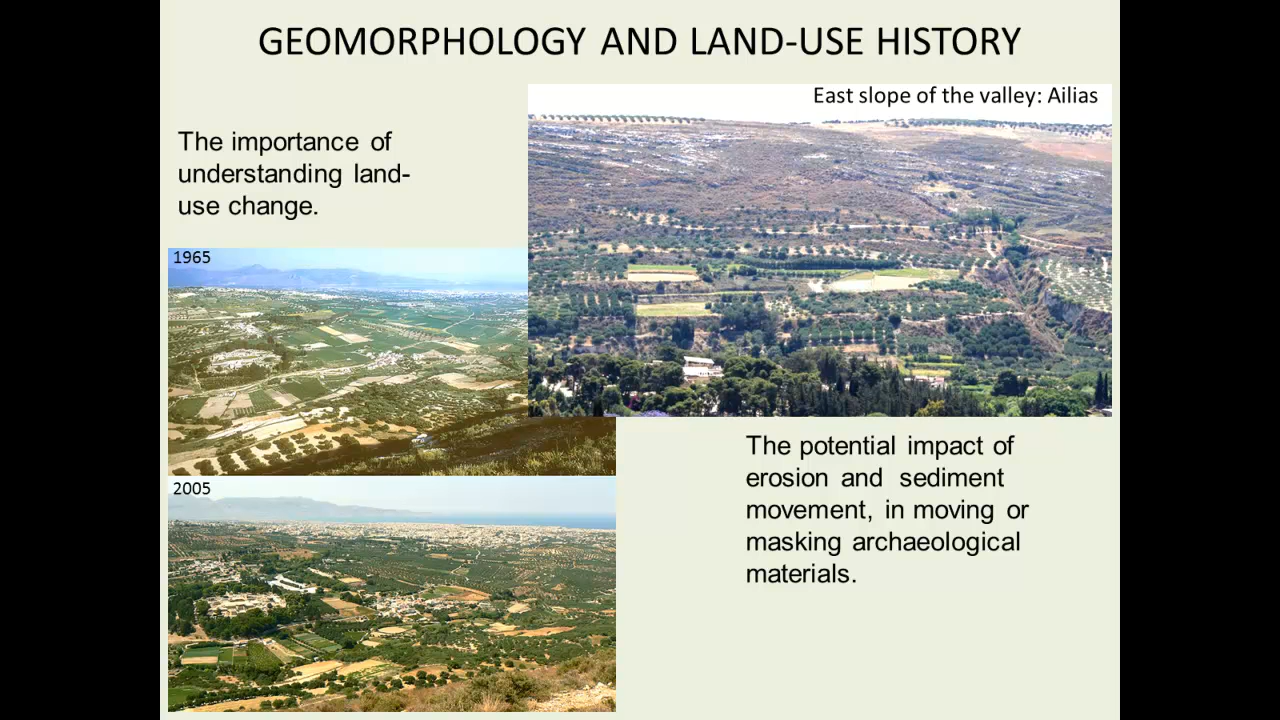 GEOMORPHOLOGY AND LAND-USE HISTORY
East slope of the valley: Ailias
The importance of
understanding land-
use change.
1965
2005
The potential impact of
erosion and sediment
movement, in moving or
masking archaeological
materials.